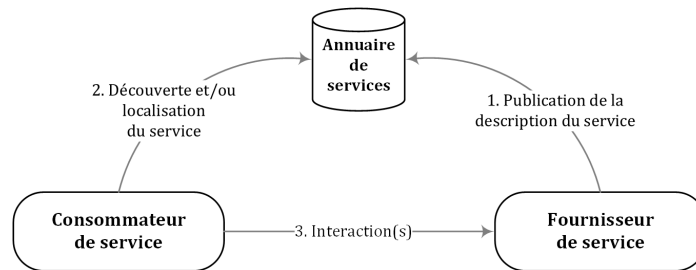 Annuaire
de
services
2. Découverte et/ou
localisation
du service
1. Publication de la
description du service
Consommateur
de service
3. Interaction(s)
Fournisseur
de service